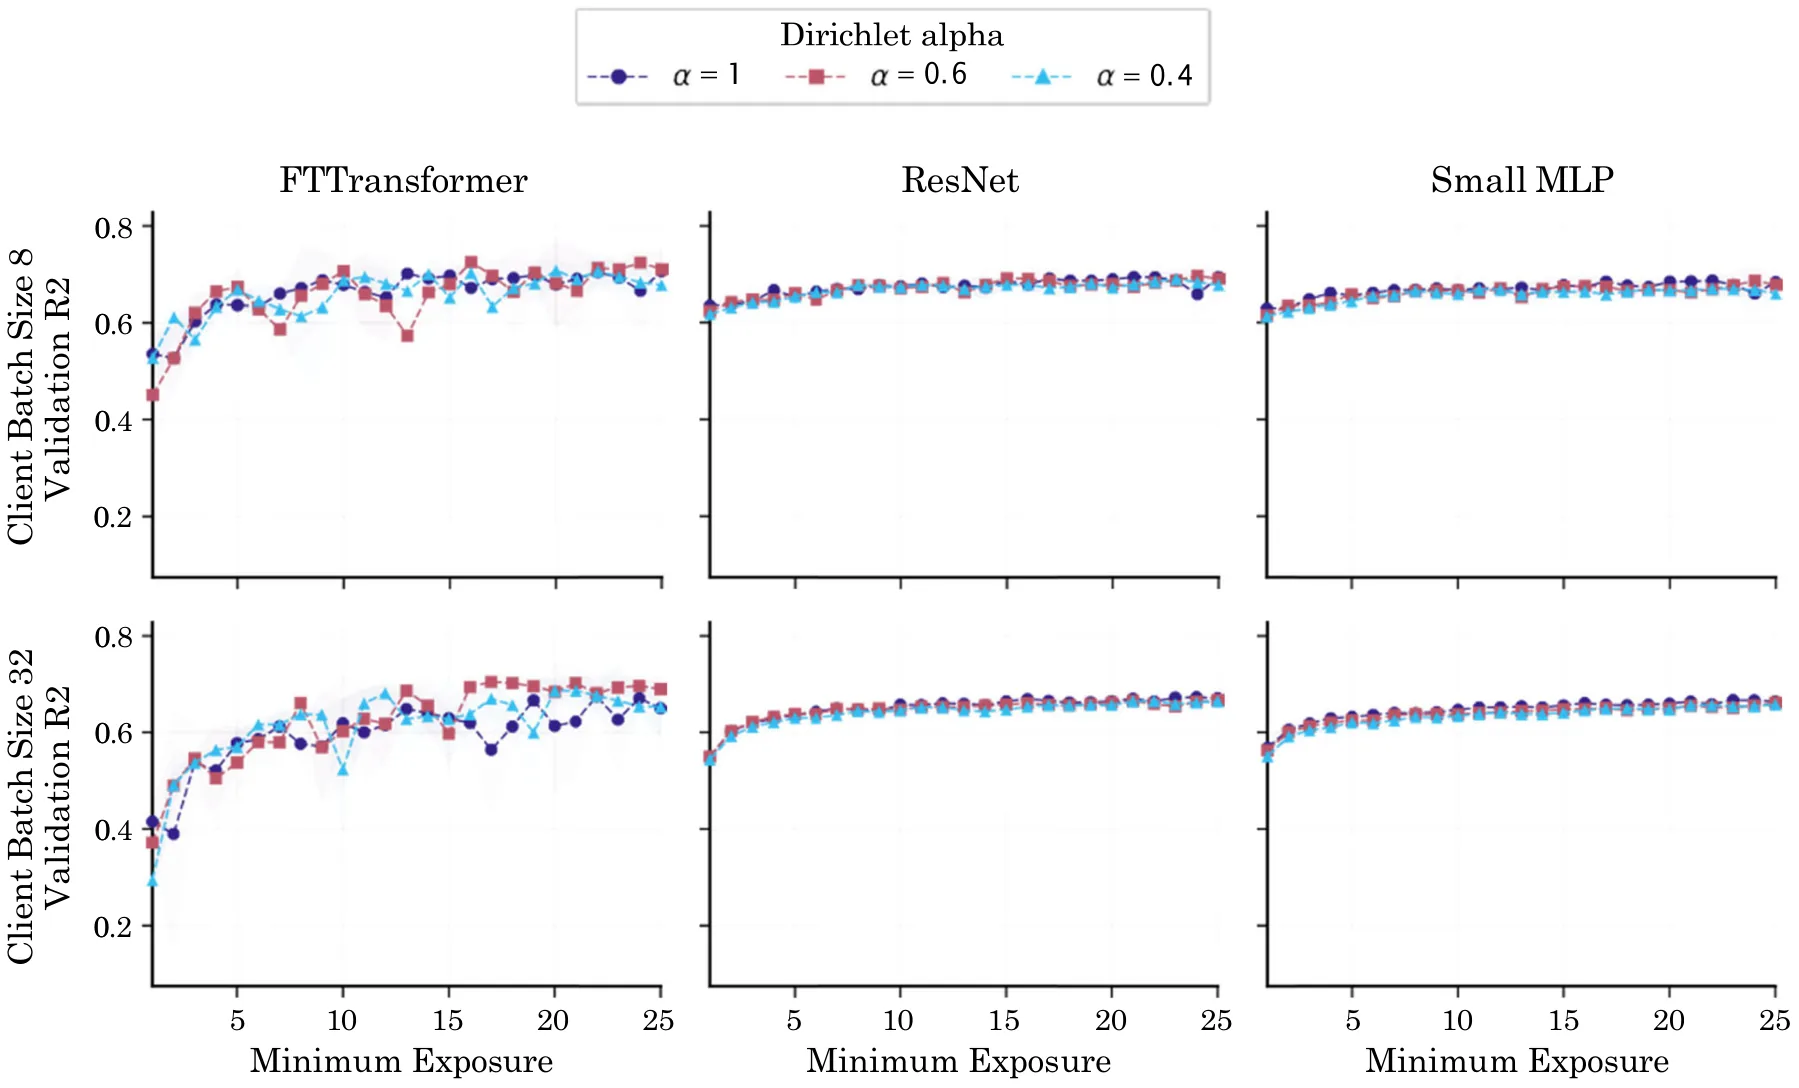 Dirichlet alpha
α = 1 α = 0.6 α = 0.4
FTTransformer ResNet Small MLP
Client Batch Size 8
Validation R2
0.8
0.6
0.4
0.2
Client Batch Size 32
Validation R2
0.8
0.6
0.4
0.2
5 10 15 20 25 5 10 15 20 25 5 10 15 20 25
Minimum Exposure Minimum Exposure Minimum Exposure